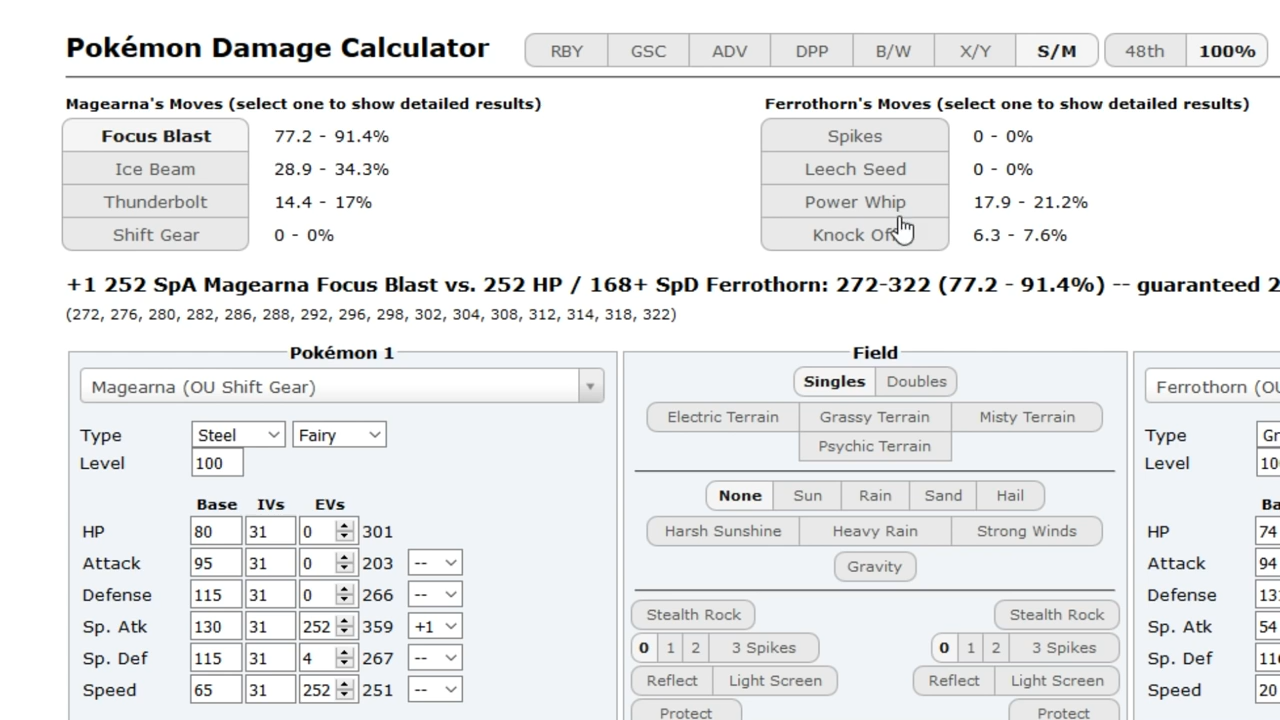 Pokémon Damage Calculator RBY GSC ADV DPP B/W X/Y S/M 48th 100%
Magearna's Moves (select one to show detailed results) Ferrothorn's Moves (select one to show detailed results)
Focus Blast 77.2 - 91.4% Spikes 0 - 0%
Ice Beam 28.9 - 34.3% Leech Seed 0 - 0%
Thunderbolt 14.4 - 17% Power Whip 17.9 - 21.2%
Shift Gear 0 - 0% Knock Off 6.3 - 7.6%
+1 252 SpA Magearna Focus Blast vs. 252 HP / 168+ SpD Ferrothorn: 272-322 (77.2 - 91.4%) -- guaranteed 2
(272, 276, 280, 282, 286, 288, 292, 296, 298, 302, 304, 308, 312, 314, 318, 322)
Pokémon 1 Field
Magearna (OU Shift Gear) Singles Doubles Ferrothorn (OU
Electric Terrain Grassy Terrain Misty Terrain
Type Steel Fairy Psychic Terrain Type Gr
Level 100 Level 10
Base IVs EVs None Sun Rain Sand Hail Ba
HP 80 31 0 301 Harsh Sunshine Heavy Rain Strong Winds HP 74
Attack 95 31 0 203 -- Gravity Attack 94
Defense 115 31 0 266 -- Defense 131
Stealth Rock Stealth Rock
Sp. Atk 130 31 252 359 +1 Sp. Atk 54
0 1 2 3 Spikes 0 1 2 3 Spikes
Sp. Def 115 31 4 267 -- Sp. Def 116
Speed 65 31 252 251 -- Reflect Light Screen Reflect Light Screen Speed 20
Protect Protect